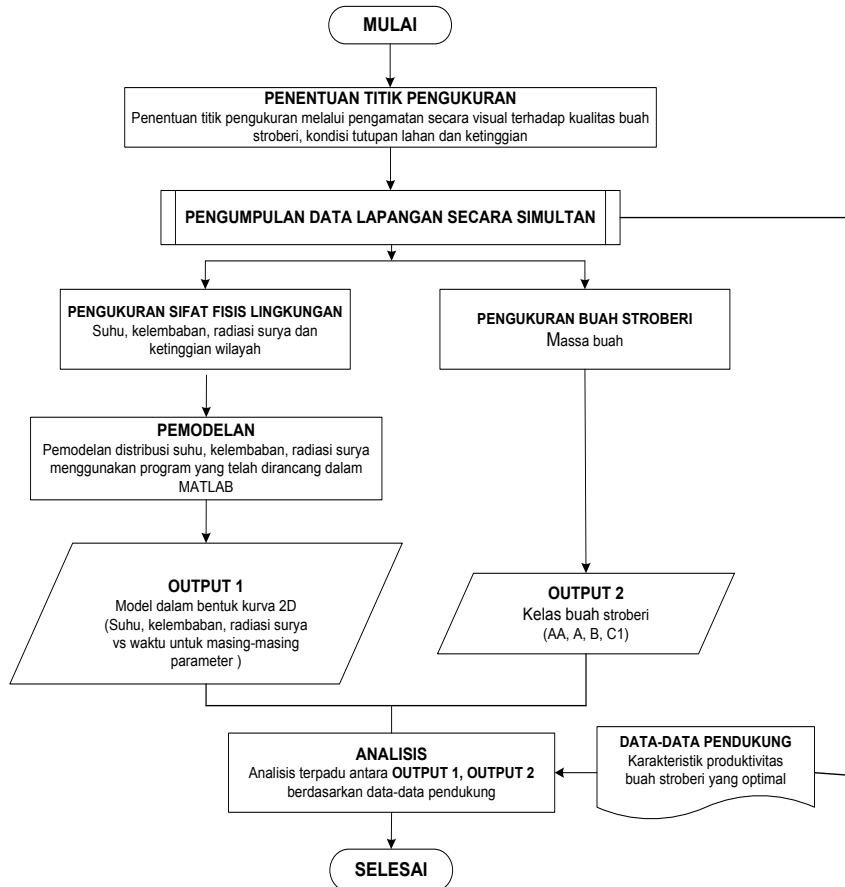 MULAI
PENENTUAN TITIK PENGUKURAN
Penentuan titik pengukuran melalui pengamatan secara visual terhadap kualitas buah
stroberi, kondisi tutupan lahan dan ketinggian
PENGUMPULAN DATA LAPANGAN SECARA SIMULTAN
PENGUKURAN SIFAT FISIS LINGKUNGAN
Suhu, kelembaban, radiasi surya dan
ketinggian wilayah
PENGUKURAN BUAH STROBERI
Massa buah
PEMODELAN
Pemodelan distribusi suhu, kelembaban, radiasi surya
menggunakan program yang telah dirancang dalam
MATLAB
OUTPUT 1
Model dalam bentuk kurva 2D
(Suhu, kelembaban, radiasi surya
vs waktu untuk masing-masing
parameter )
OUTPUT 2
Kelas buah stroberi
(AA, A, B, C1)
ANALISIS
Analisis terpadu antara OUTPUT 1, OUTPUT 2
berdasarkan data-data pendukung
DATA-DATA PENDUKUNG
Karakteristik produktivitas
buah stroberi yang optimal
SELESAI